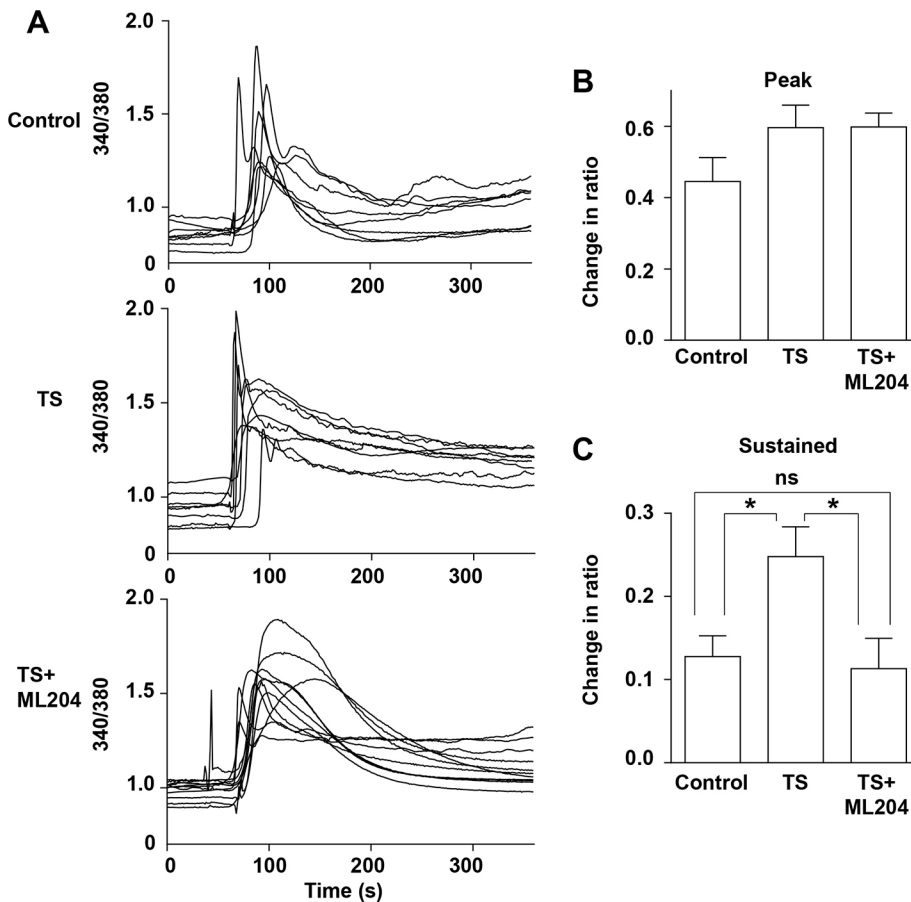 A
Control
340/380
2.0
1.5
1.0
0
0 100 200 300
TS
340/380
2.0
1.5
1.0
0
0 100 200 300
TS+
ML204
340/380
2.0
1.5
1.0
0
0 100 200 300
Time (s)
B
Peak
Change in ratio
0.6
0.4
0.2
0.0
Control TS TS+
ML204
C
Sustained
ns
* *
Change in ratio
0.3
0.2
0.1
0.0
Control TS TS+
ML204